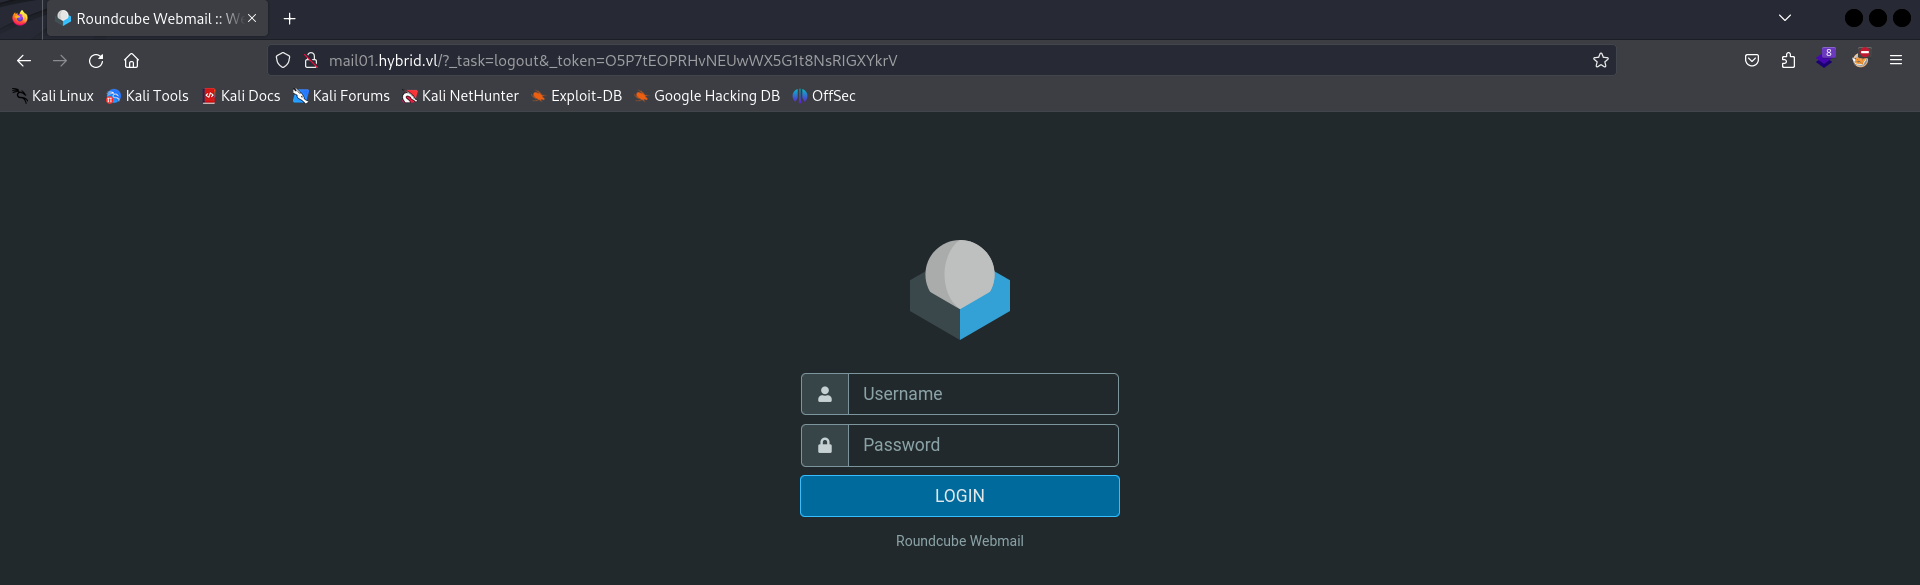 Roundcube Webmail :: W
mail01.hybrid.vl/?_task=logout&_token=O5P7tEOPRHvNEUwWX5G1t8NsRIGXYkrV
8
Kali Linux Kali Tools Kali Docs Kali Forums Kali NetHunter Exploit-DB Google Hacking DB OffSec
Username
Password
LOGIN
Roundcube Webmail